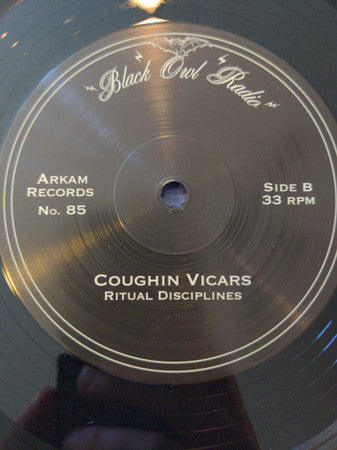 Black Owl Radio
ARKAM
RECORDS
NO. 85
SIDE B
33 RPM
COUGHIN VICARS
RITUAL DISCIPLINES